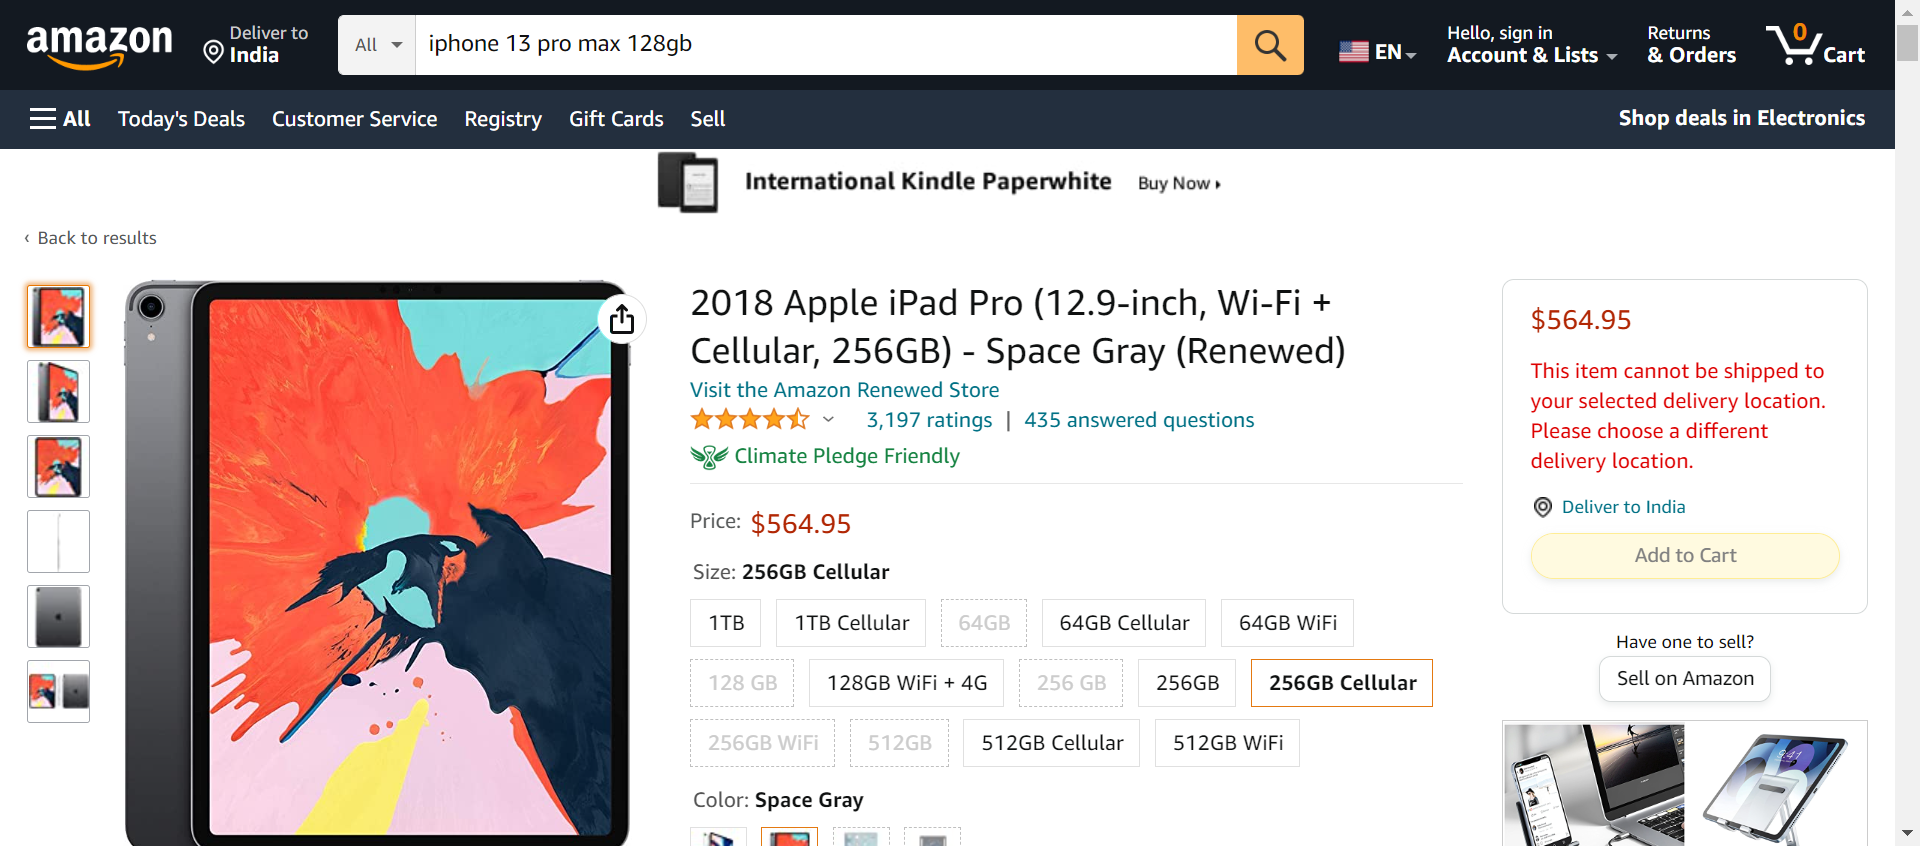 amazon
Deliver to
India
All
iphone 13 pro max 128gb
EN
Hello, sign in
Account & Lists
Returns
& Orders
0
Cart
All
Today's Deals
Customer Service
Registry
Gift Cards
Sell
Shop deals in Electronics
International Kindle Paperwhite
Buy Now
‹ Back to results
2018 Apple iPad Pro (12.9-inch, Wi-Fi +
Cellular, 256GB) - Space Gray (Renewed)
Visit the Amazon Renewed Store
3,197 ratings | 435 answered questions
Climate Pledge Friendly
Price: $564.95
Size: 256GB Cellular
1TB
1TB Cellular
64GB
64GB Cellular
64GB WiFi
128 GB
128GB WiFi + 4G
256 GB
256GB
256GB Cellular
256GB WiFi
512GB
512GB Cellular
512GB WiFi
Color: Space Gray
$564.95
This item cannot be shipped to
your selected delivery location.
Please choose a different
delivery location.
Deliver to India
Add to Cart
Have one to sell?
Sell on Amazon
9:41